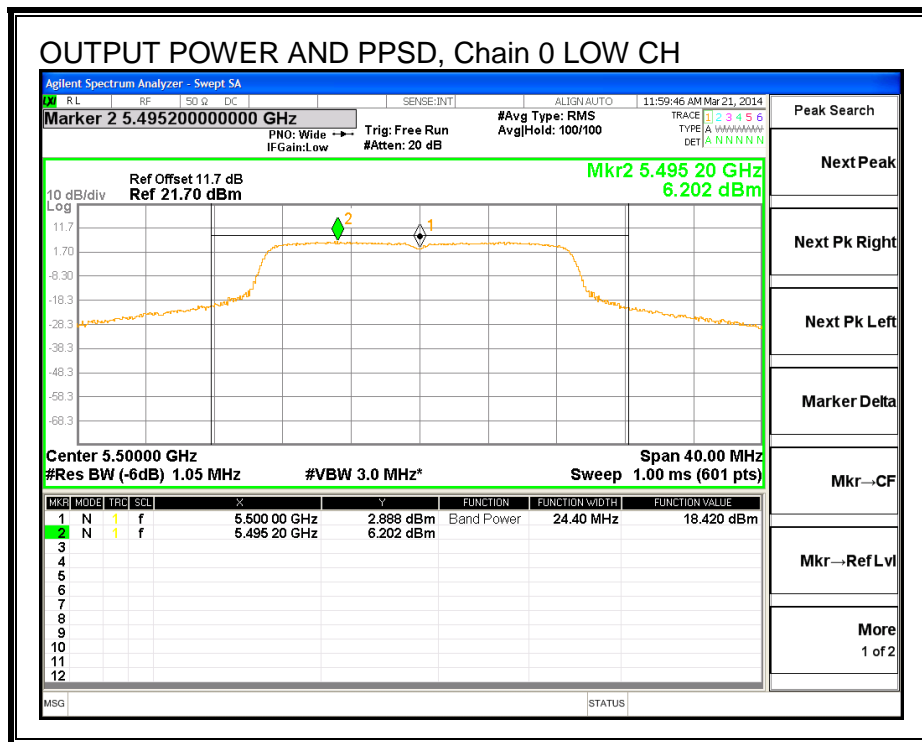 OUTPUT POWER AND PPSD, Chain 0 LOW CH
Agilent Spectrum Analyzer - Swept SA
LXI RL RF 50 Ω DC SENSE:INT ALIGN AUTO 11:59:46 AM Mar 21, 2014
Marker 2 5.495200000000 GHz
PNO: Wide
IFGain:Low
Trig: Free Run
#Atten: 20 dB
#Avg Type: RMS
Avg|Hold: 100/100
TRACE 1 2 3 4 5 6
TYPE A WWWWW
DET A N N N N N
Peak Search
Mkr2 5.495 20 GHz
6.202 dBm
Ref Offset 11.7 dB
10 dB/div Ref 21.70 dBm
Log
11.7
1.70
-8.30
-18.3
-28.3
-38.3
-48.3
-58.3
-68.3
2
1
Center 5.50000 GHz Span 40.00 MHz
#Res BW (-6dB) 1.05 MHz #VBW 3.0 MHz* Sweep 1.00 ms (601 pts)
MKR MODE TRC SCL X Y FUNCTION FUNCTION WIDTH FUNCTION VALUE
1 N 1 f 5.500 00 GHz 2.888 dBm Band Power 24.40 MHz 18.420 dBm
2 N 1 f 5.495 20 GHz 6.202 dBm
3
4
5
6
7
8
9
10
11
12
MSG STATUS
Next Peak
Next Pk Right
Next Pk Left
Marker Delta
Mkr→CF
Mkr→Ref Lvl
More
1 of 2